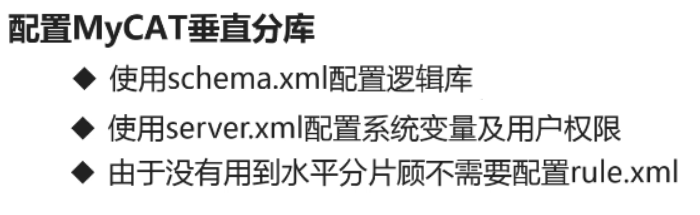 配置MyCAT垂直分库
◆ 使用schema.xml配置逻辑库
◆ 使用server.xml配置系统变量及用户权限
◆ 由于没有用到水平分片顾不需要配置rule.xml